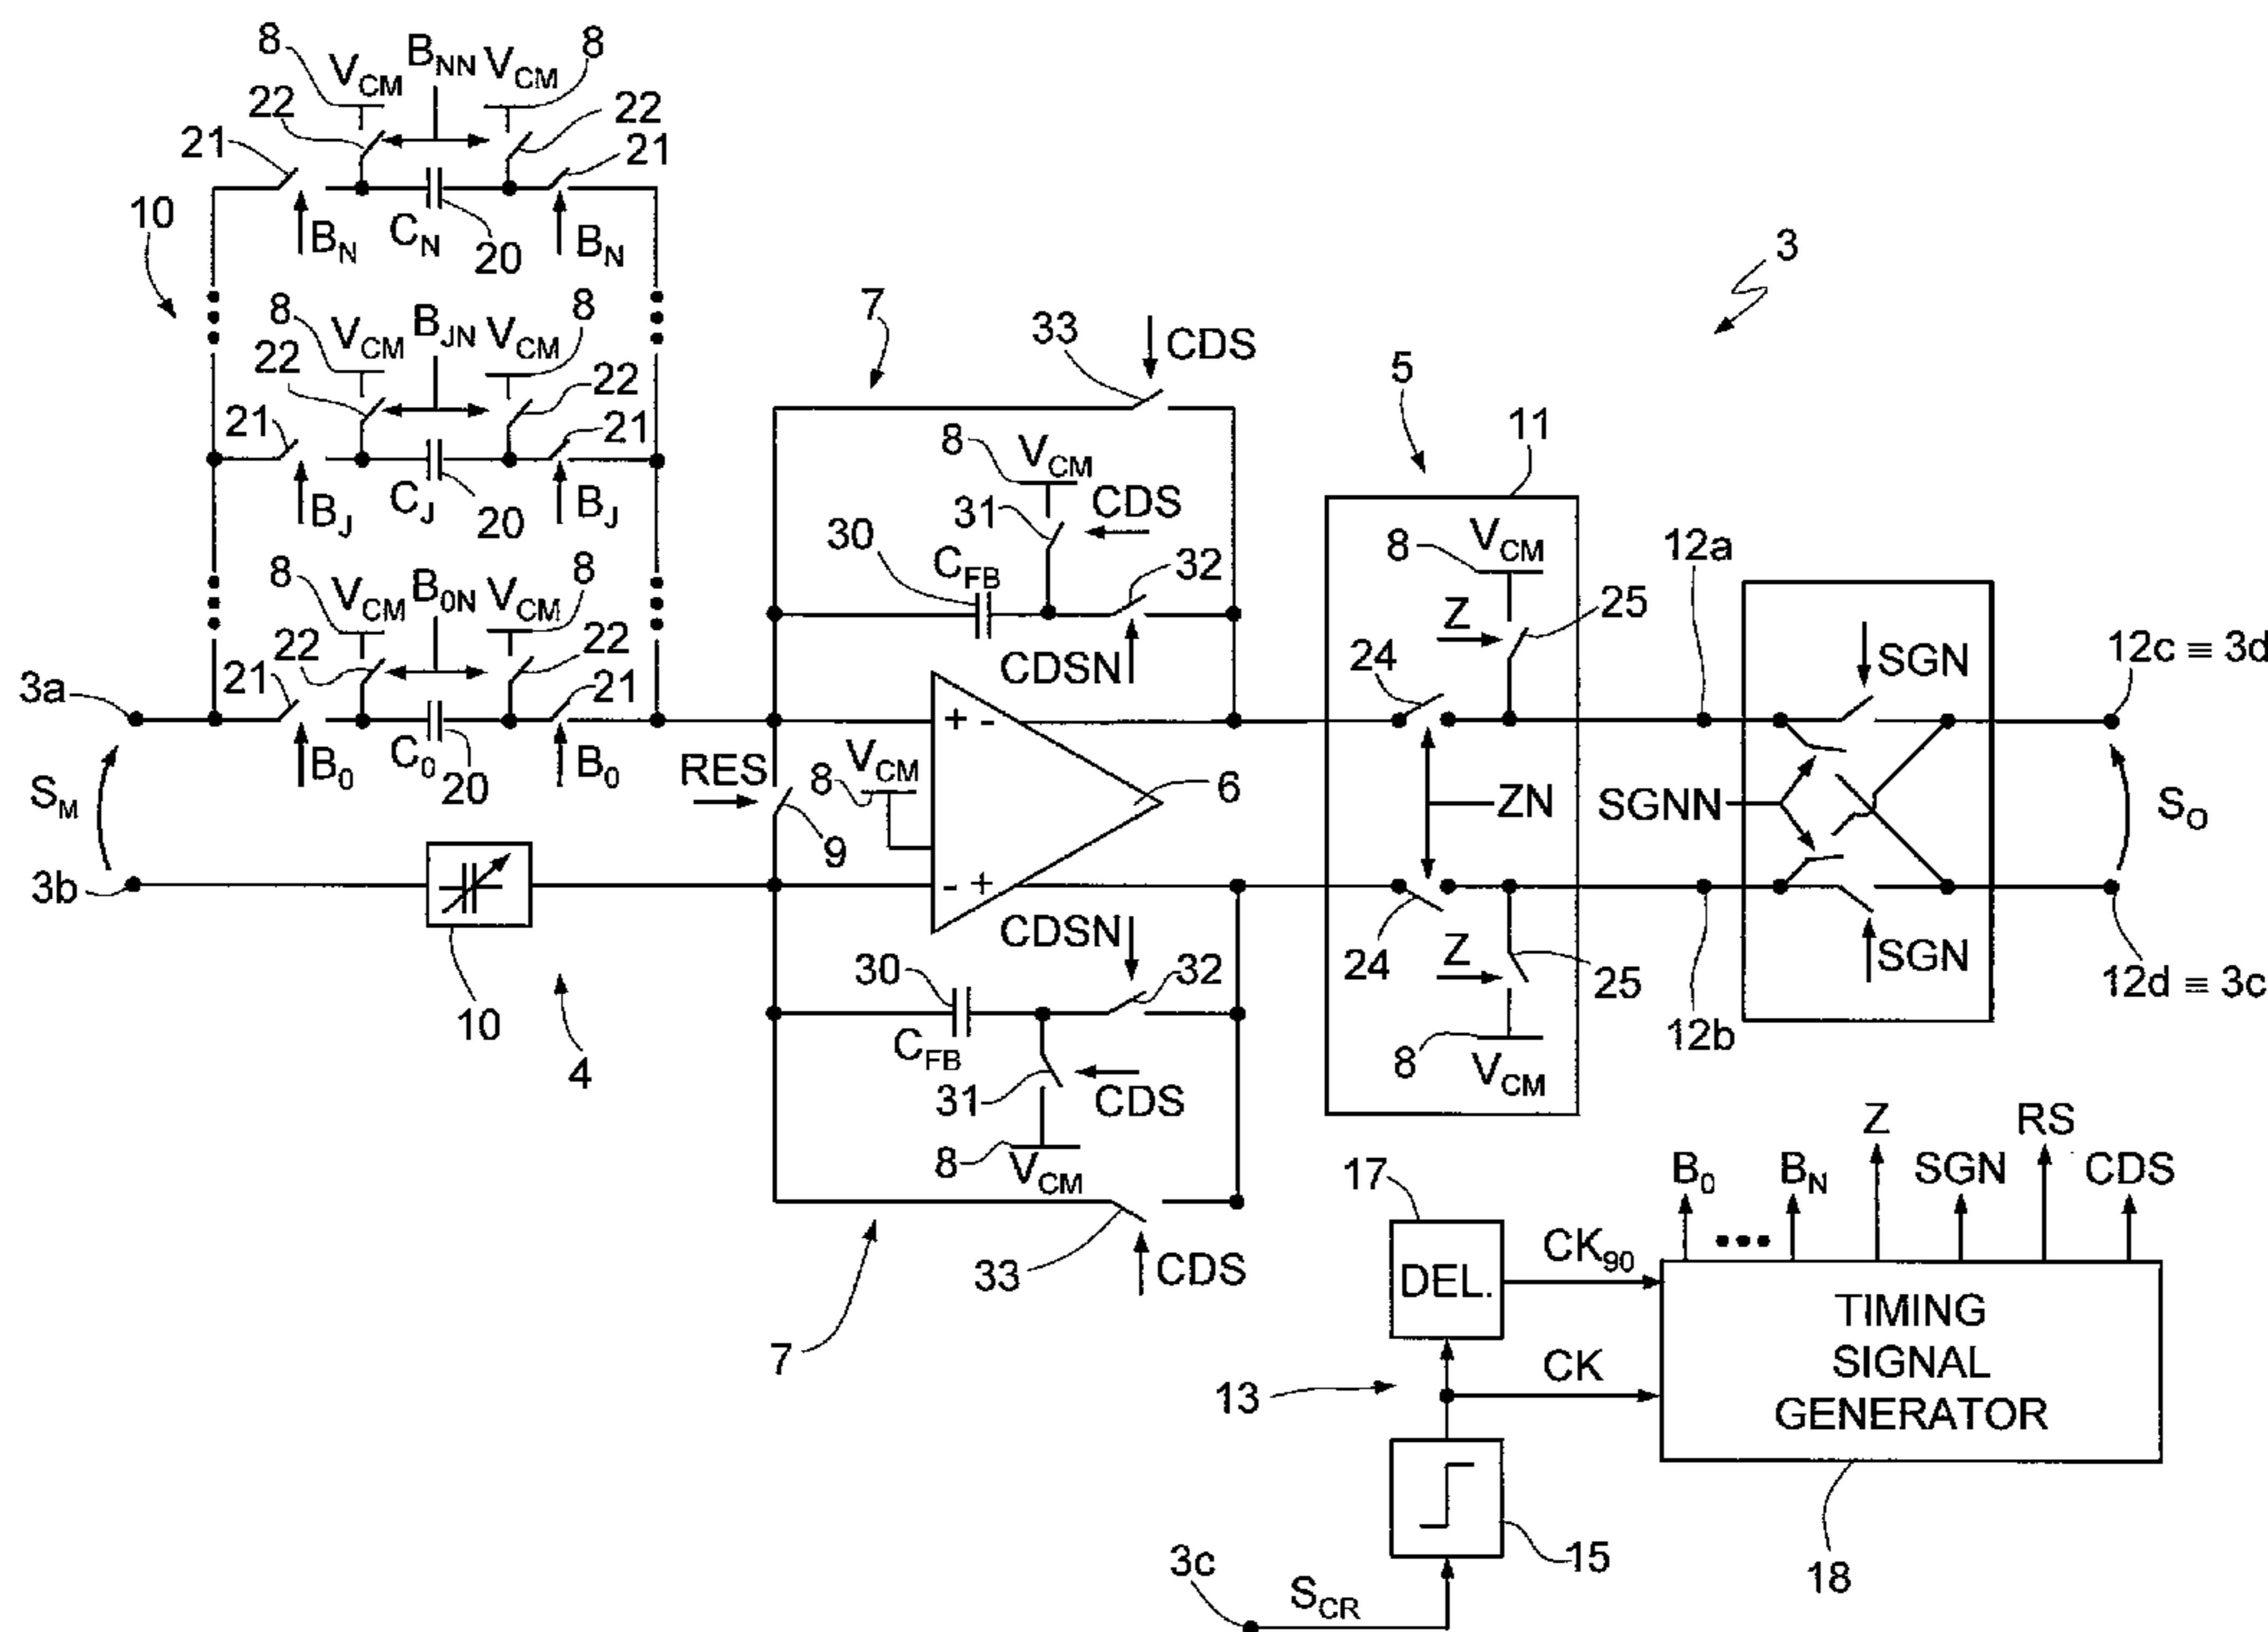 8 V_CM B_NN V_CM 8
22 22
21 21
10 B_N C_N 20 B_N
3
8 V_CM B_JN V_CM 8 7 33 CDS
22 22 5
21 21 11
8 V_CM
31 CDS
B_J C_J 20 B_J 30 C_FB 32 8 V_CM 12a
8 V_CM B_0N V_CM 8 Z 25
22 22 CDSN 24 SGN 12c ≡ 3d
3a 21 21
+ -
B_0 C_0 20 B_0 RES V_CM
8 6 ZN SGNN S_O
S_M 9
3b - +
CDSN 24 Z 25 SGN
10 30 32 12d ≡ 3c
4 C_FB 8 V_CM 12b
31 CDS
8 V_CM
Z RS
17 B_0 B_N SGN CDS
33 CDS DEL. CK_90
7 TIMING
SIGNAL
GENERATOR
13 CK
15
3c S_CR 18